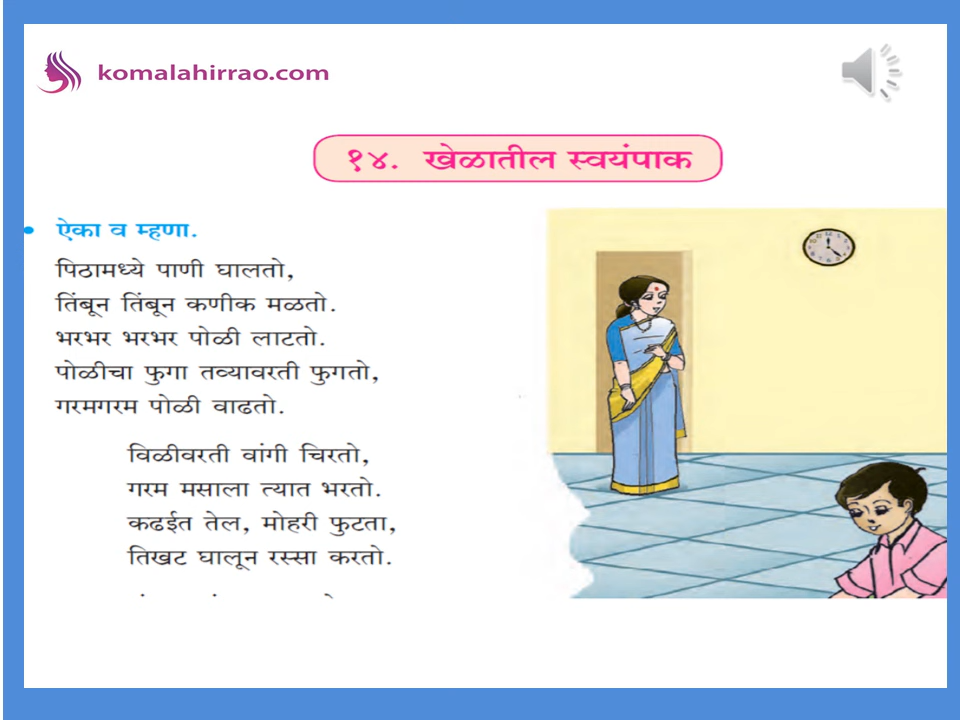 komalahirrao.com
१४. खेळातील स्वयंपाक
• ऐका व म्हणा.
पिठामध्ये पाणी घालतो,
तिंबून तिंबून कणीक मळतो.
भरभर भरभर पोळी लाटतो.
पोळीचा फुगा तव्यावरती फुगतो,
गरमगरम पोळी वाढतो.
विळीवरती वांगी चिरतो,
गरम मसाला त्यात भरतो.
कढईत तेल, मोहरी फुटता,
तिखट घालून रस्सा करतो.